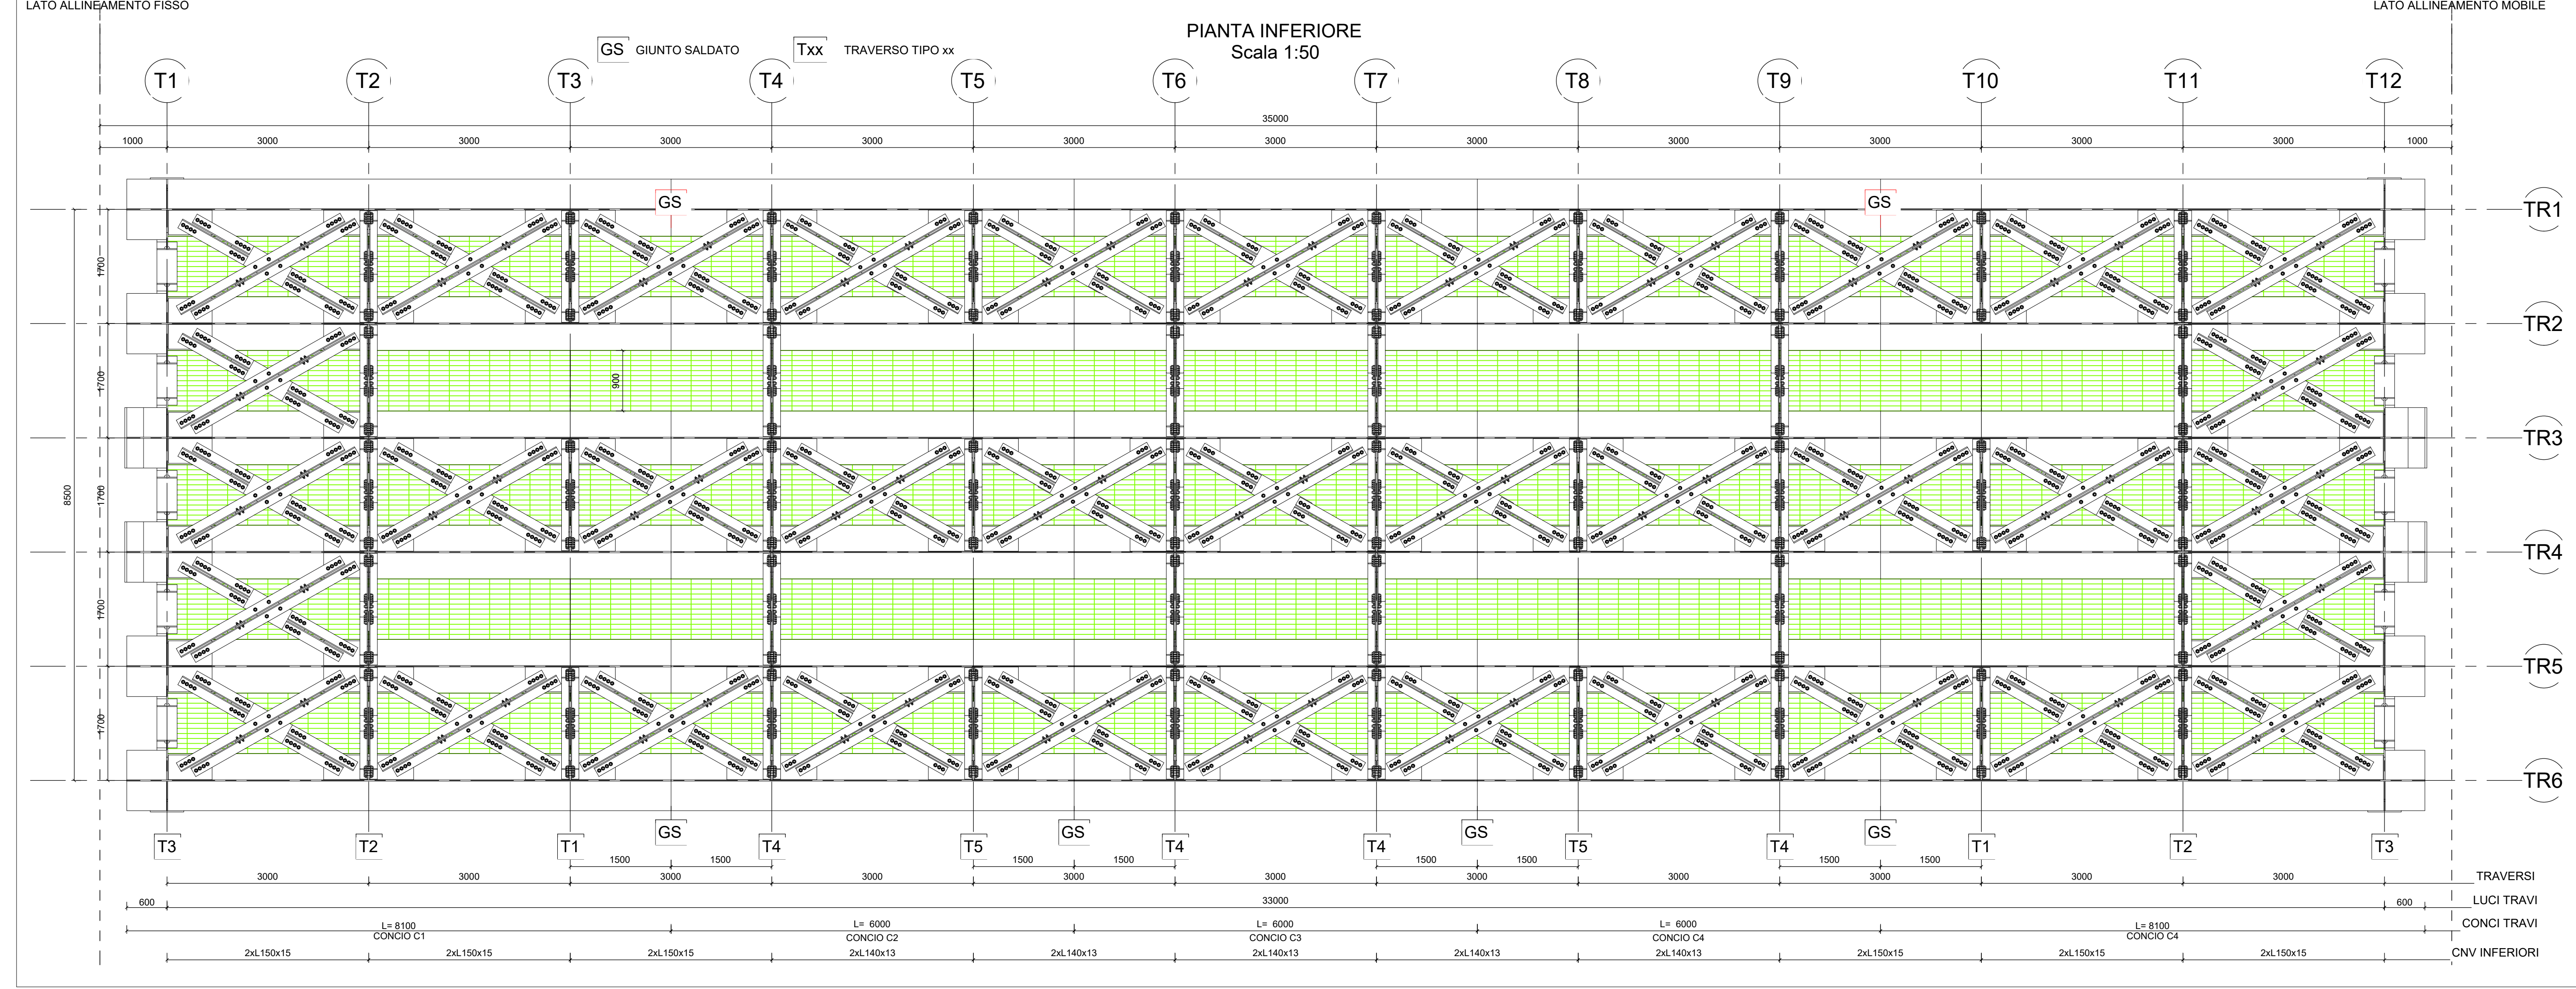 LATO ALLINEAMENTO FISSO
LATO ALLINEAMENTO MOBILE
PIANTA INFERIORE
Scala 1:50
GS GIUNTO SALDATO
Txx TRAVERSO TIPO xx
T1 T2 T3 T4 T5 T6 T7 T8 T9 T10 T11 T12
35000
1000 3000 3000 3000 3000 3000 3000 3000 3000 3000 3000 3000 1000
GS GS
TR1
1700
TR2
1700
900
TR3
8500
1700
TR4
1700
TR5
1700
TR6
GS GS GS GS
T3 T2 T1 T4 T5 T4 T4 T5 T4 T1 T2 T3
1500 1500 1500 1500 1500 1500 1500 1500
3000 3000 3000 3000 3000 3000 3000 3000 3000 3000 3000 TRAVERSI
600 33000 600 LUCI TRAVI
L= 8100 L= 6000 L= 6000 L= 6000 L= 8100 CONCI TRAVI
CONCIO C1 CONCIO C2 CONCIO C3 CONCIO C4 CONCIO C4
2xL150x15 2xL150x15 2xL150x15 2xL140x13 2xL140x13 2xL140x13 2xL140x13 2xL140x13 2xL150x15 2xL150x15 2xL150x15 CNV INFERIORI